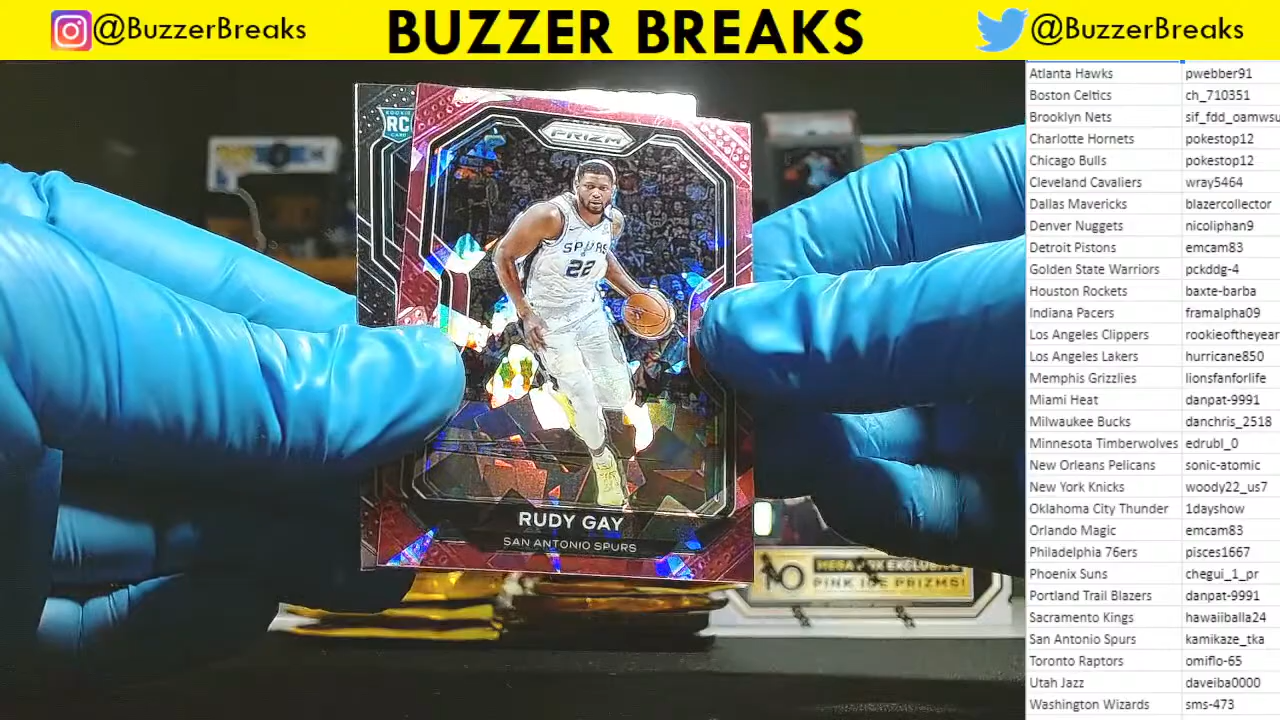 @BuzzerBreaks
BUZZER BREAKS
@BuzzerBreaks
ROOKIE
RC
CARD
PRIZM
SPURS
22
RUDY GAY
SAN ANTONIO SPURS
10
MEGA BOX EXCLUSIVE
PINK ICE PRIZMS!
Atlanta Hawks pwebber91
Boston Celtics ch_710351
Brooklyn Nets sif_fdd_oamwsu
Charlotte Hornets pokestop12
Chicago Bulls pokestop12
Cleveland Cavaliers wray5464
Dallas Mavericks blazercollector
Denver Nuggets nicoliphan9
Detroit Pistons emcam83
Golden State Warriors pckddg-4
Houston Rockets baxte-barba
Indiana Pacers framalpha09
Los Angeles Clippers rookieoftheyear
Los Angeles Lakers hurricane850
Memphis Grizzlies lionsfanforlife
Miami Heat danpat-9991
Milwaukee Bucks danchris_2518
Minnesota Timberwolves edrubl_0
New Orleans Pelicans sonic-atomic
New York Knicks woody22_us7
Oklahoma City Thunder 1dayshow
Orlando Magic emcam83
Philadelphia 76ers pisces1667
Phoenix Suns chegui_1_pr
Portland Trail Blazers danpat-9991
Sacramento Kings hawaiiballa24
San Antonio Spurs kamikaze_tka
Toronto Raptors omiflo-65
Utah Jazz daveiba0000
Washington Wizards sms-473